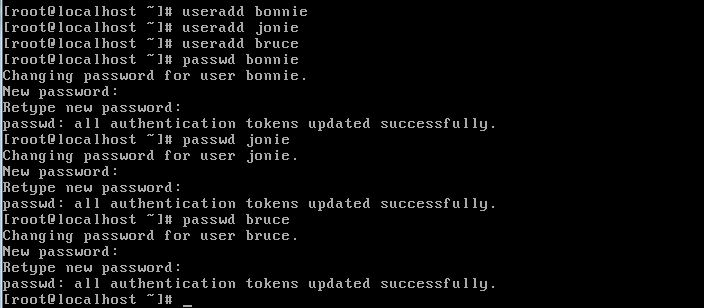 [root@localhost ~]# useradd bonnie
[root@localhost ~]# useradd jonie
[root@localhost ~]# useradd bruce
[root@localhost ~]# passwd bonnie
Changing password for user bonnie.
New password:
Retype new password:
passwd: all authentication tokens updated successfully.
[root@localhost ~]# passwd jonie
Changing password for user jonie.
New password:
Retype new password:
passwd: all authentication tokens updated successfully.
[root@localhost ~]# passwd bruce
Changing password for user bruce.
New password:
Retype new password:
passwd: all authentication tokens updated successfully.
[root@localhost ~]# _